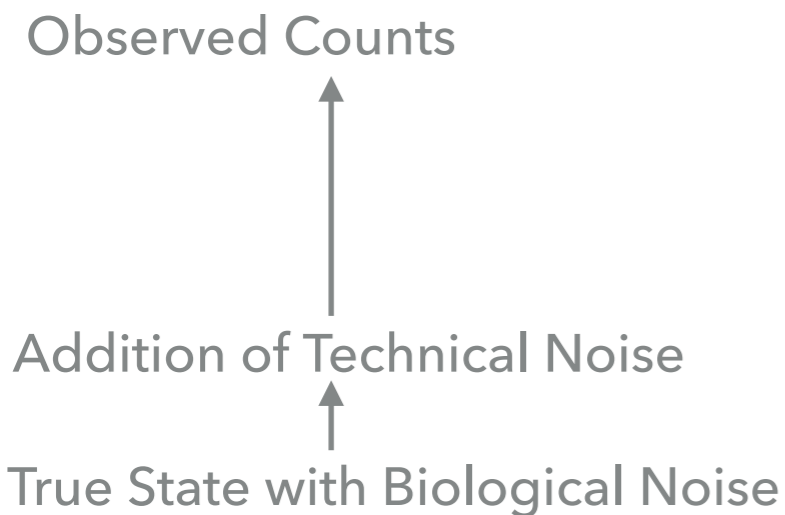 Observed Counts
Addition of Technical Noise
True State with Biological Noise